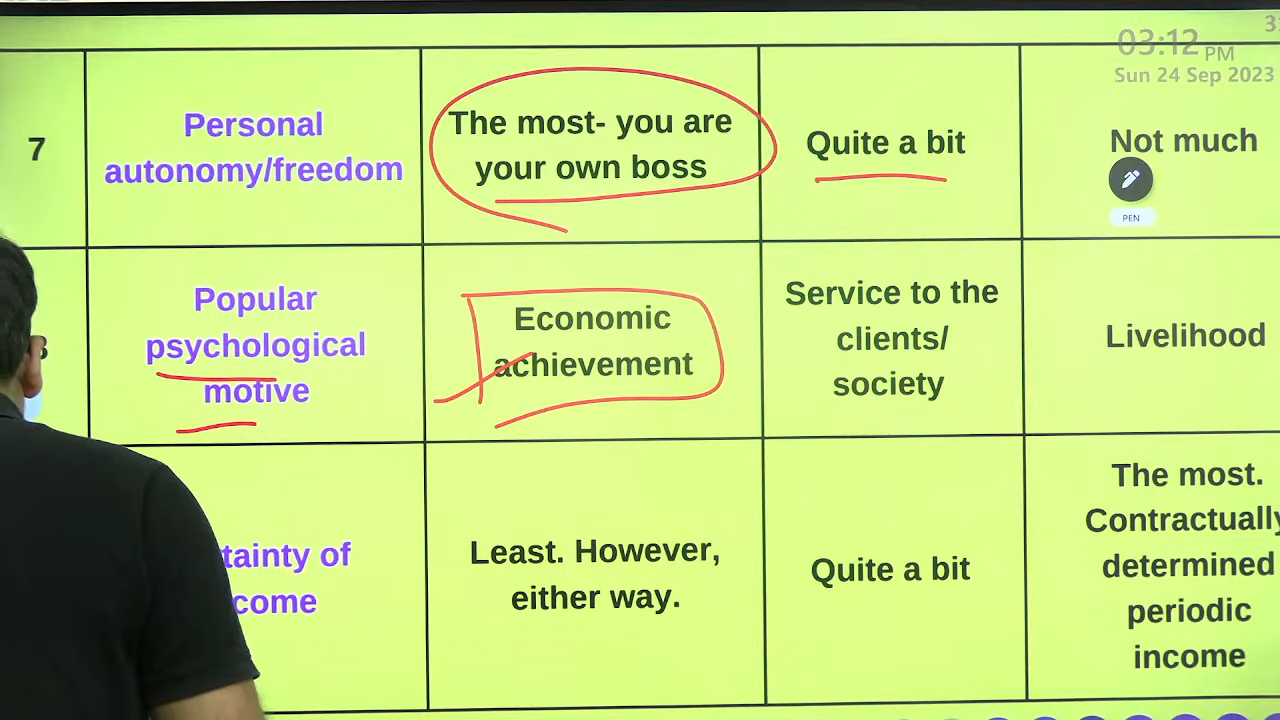 03:12 PM
Sun 24 Sep 2023
7
Personal
autonomy/freedom
The most- you are
your own boss
Quite a bit
Not much
PEN
Popular
psychological
motive
Economic
achievement
Service to the
clients/
society
Livelihood
of
Least. However,
either way.
Quite a bit
The most.
Contractually
determined
periodic
income